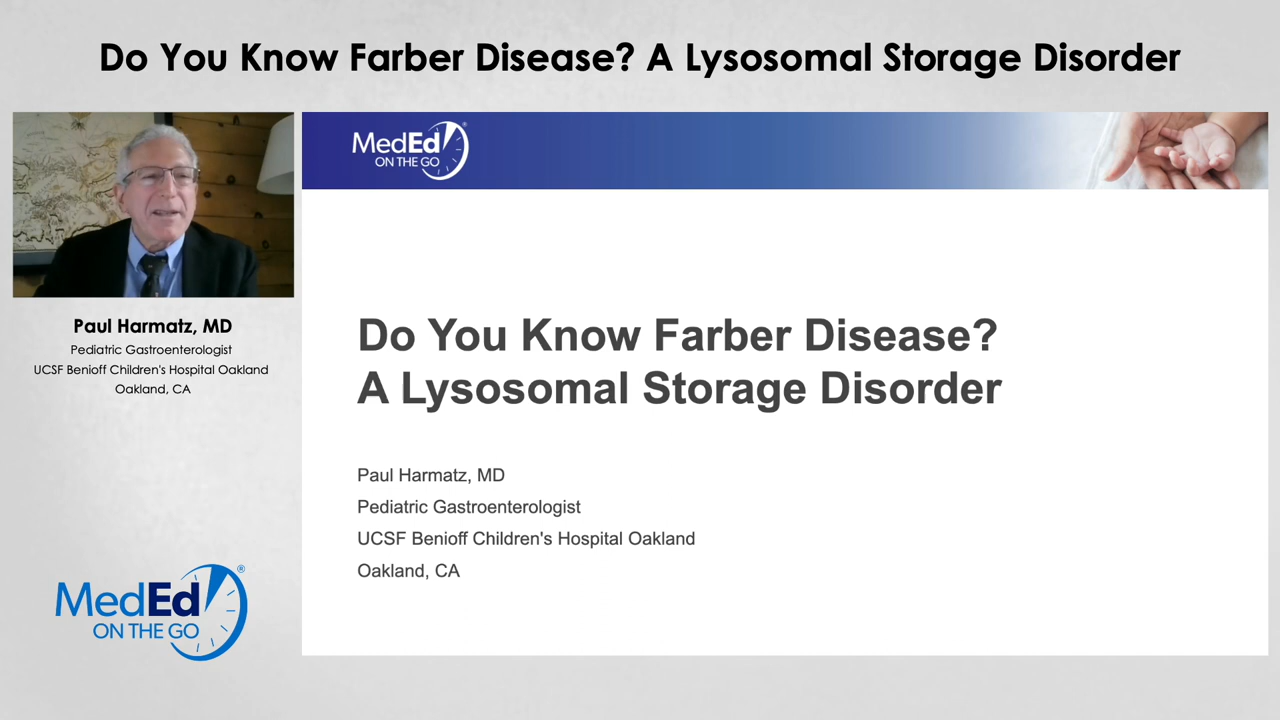 Do You Know Farber Disease? A Lysosomal Storage Disorder
MedEd®
ON THE GO
Paul Harmatz, MD
Pediatric Gastroenterologist
UCSF Benioff Children's Hospital Oakland
Oakland, CA
MedEd®
ON THE GO
Do You Know Farber Disease?
A Lysosomal Storage Disorder
Paul Harmatz, MD
Pediatric Gastroenterologist
UCSF Benioff Children's Hospital Oakland
Oakland, CA